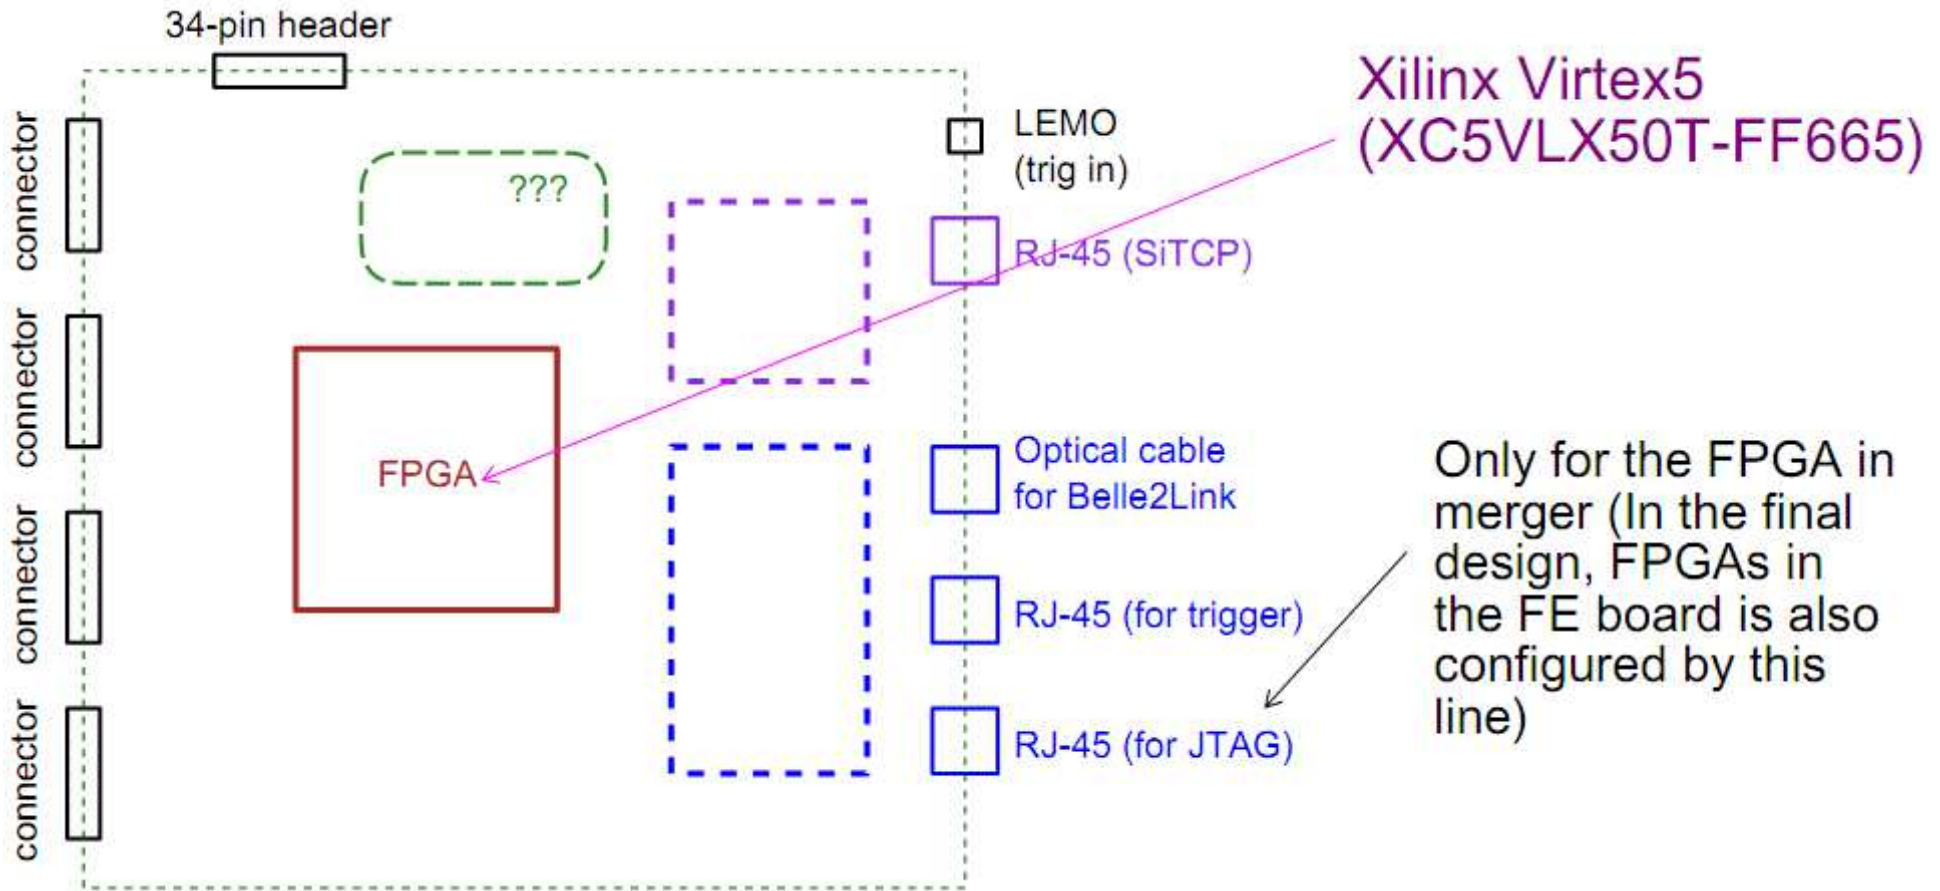 34-pin header
connector
connector
connector
connector
???
FPGA
LEMO
(trig in)
RJ-45 (SiTCP)
Optical cable
for Belle2Link
RJ-45 (for trigger)
RJ-45 (for JTAG)
Xilinx Virtex5
(XC5VLX50T-FF665)
Only for the FPGA in
merger (In the final
design, FPGAs in
the FE board is also
configured by this
line)